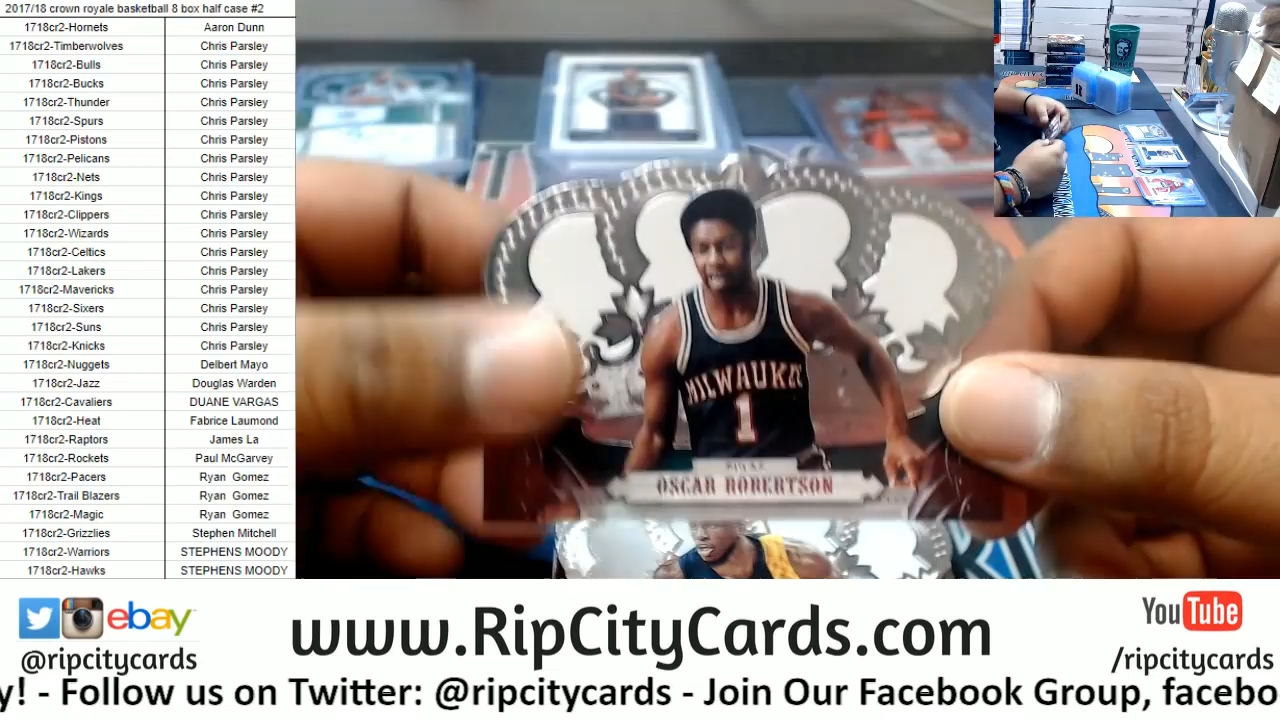 2017/18 crown royale basketball 8 box half case #2
1718cr2-Hornets Aaron Dunn
1718cr2-Timberwolves Chris Parsley
1718cr2-Bulls Chris Parsley
1718cr2-Bucks Chris Parsley
1718cr2-Thunder Chris Parsley
1718cr2-Spurs Chris Parsley
1718cr2-Pistons Chris Parsley
1718cr2-Pelicans Chris Parsley
1718cr2-Nets Chris Parsley
1718cr2-Kings Chris Parsley
1718cr2-Clippers Chris Parsley
1718cr2-Wizards Chris Parsley
1718cr2-Celtics Chris Parsley
1718cr2-Lakers Chris Parsley
1718cr2-Mavericks Chris Parsley
1718cr2-Sixers Chris Parsley
1718cr2-Suns Chris Parsley
1718cr2-Knicks Chris Parsley
1718cr2-Nuggets Delbert Mayo
1718cr2-Jazz Douglas Warden
1718cr2-Cavaliers DUANE VARGAS
1718cr2-Heat Fabrice Laumond
1718cr2-Raptors James La
1718cr2-Rockets Paul McGarvey
1718cr2-Pacers Ryan Gomez
1718cr2-Trail Blazers Ryan Gomez
1718cr2-Magic Ryan Gomez
1718cr2-Grizzlies Stephen Mitchell
1718cr2-Warriors STEPHENS MOODY
1718cr2-Hawks STEPHENS MOODY
MILWAUKE
1
OSCAR ROBERTSON
ebay
@ripcitycards
www.RipCityCards.com
YouTube
/ripcitycards
y! - Follow us on Twitter: @ripcitycards - Join Our Facebook Group, facebo